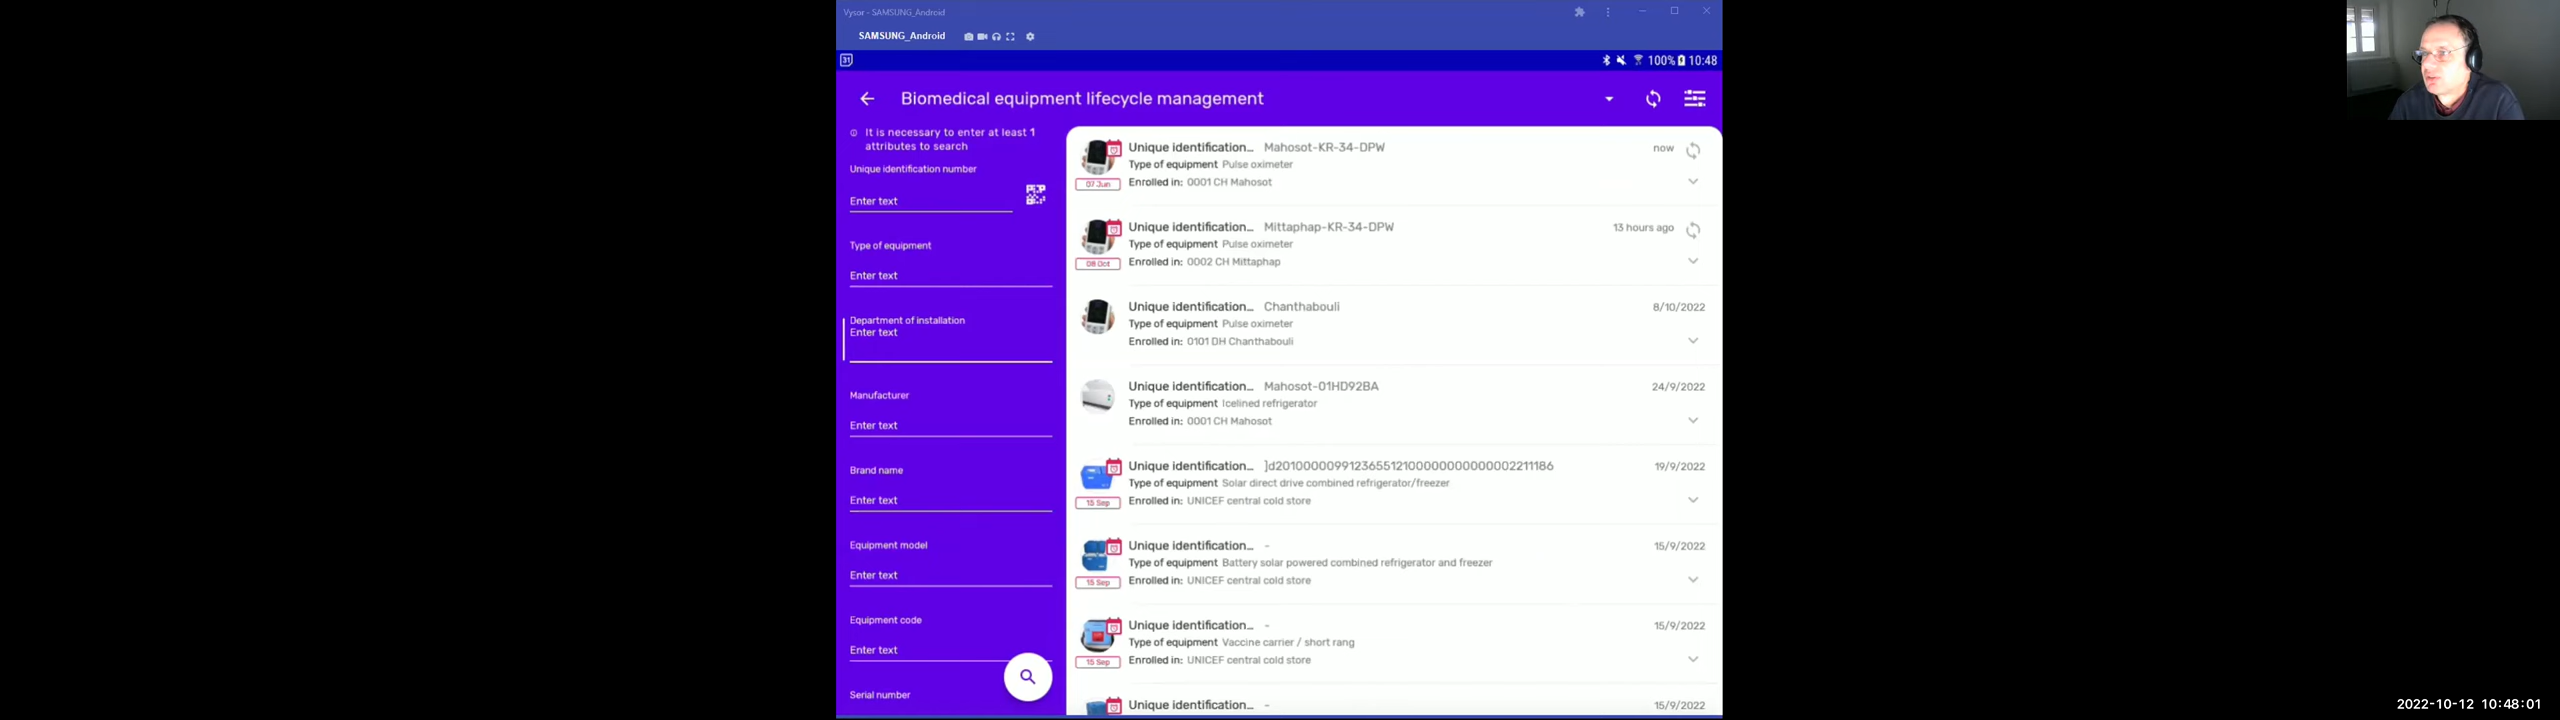 Vysor - SAMSUNG_Android
SAMSUNG_Android
31
100% 10:48
Biomedical equipment lifecycle management
It is necessary to enter at least 1
attributes to search
Unique identification number
Enter text
Type of equipment
Enter text
Department of installation
Enter text
Manufacturer
Enter text
Brand name
Enter text
Equipment model
Enter text
Equipment code
Enter text
Serial number
Unique identification... Mahosot-KR-34-DPW now
Type of equipment Pulse oximeter
07 Jun Enrolled in: 0001 CH Mahosot
Unique identification... Mittaphap-KR-34-DPW 13 hours ago
Type of equipment Pulse oximeter
08 Oct Enrolled in: 0002 CH Mittaphap
Unique identification... Chanthabouli 8/10/2022
Type of equipment Pulse oximeter
Enrolled in: 0101 DH Chanthabouli
Unique identification... Mahosot-01HD92BA 24/9/2022
Type of equipment Icelined refrigerator
Enrolled in: 0001 CH Mahosot
Unique identification... 19/9/2022
Type of equipment Solar direct drive combined refrigerator/freezer
15 Sep Enrolled in: UNICEF central cold store
Unique identification... - 15/9/2022
Type of equipment Battery solar powered combined refrigerator and freezer
15 Sep Enrolled in: UNICEF central cold store
Unique identification... - 15/9/2022
Type of equipment Vaccine carrier / short rang
15 Sep Enrolled in: UNICEF central cold store
Unique identification... - 15/9/2022
2022-10-12 10:48:01